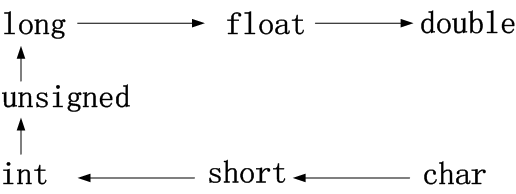 long float double
unsigned
int short char